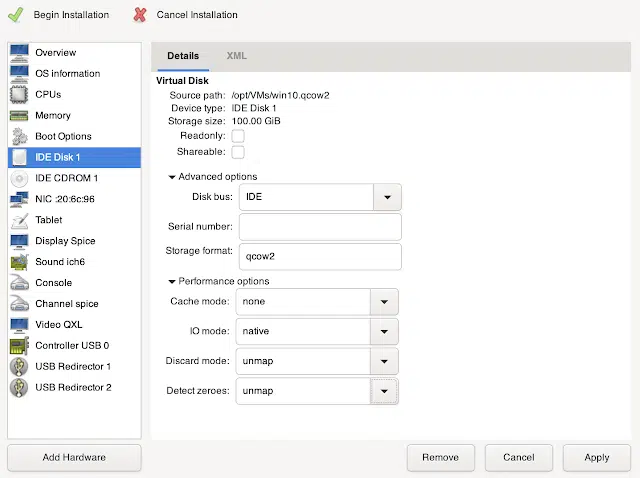 Begin Installation
Cancel Installation
Overview
OS information
CPUs
Memory
Boot Options
IDE Disk 1
IDE CDROM 1
NIC :20:6c:96
Tablet
Display Spice
Sound ich6
Console
Channel spice
Video QXL
Controller USB 0
USB Redirector 1
USB Redirector 2
Add Hardware
Details
XML
Virtual Disk
Source path: /opt/VMs/win10.qcow2
Device type: IDE Disk 1
Storage size: 100.00 GiB
Readonly:
Shareable:
Advanced options
Disk bus: IDE
Serial number:
Storage format: qcow2
Performance options
Cache mode: none
IO mode: native
Discard mode: unmap
Detect zeroes: unmap
Remove
Cancel
Apply